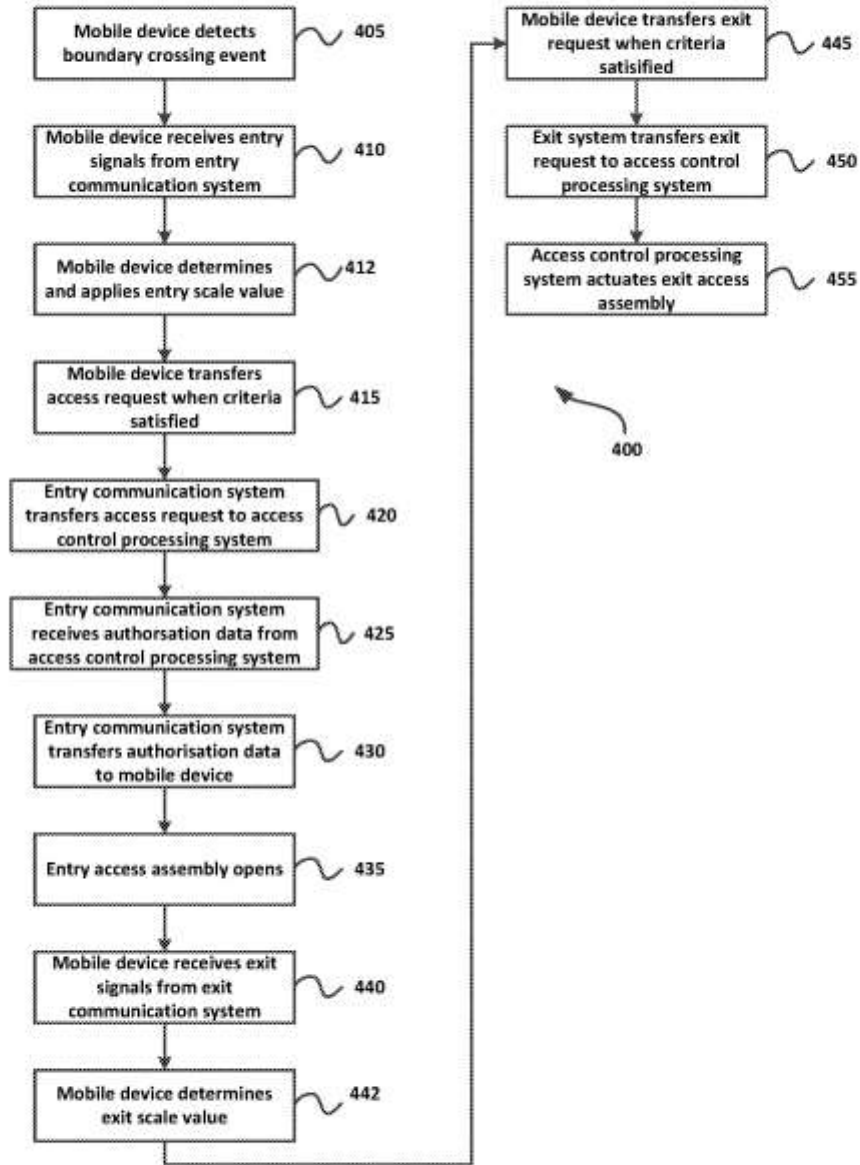 Mobile device detects
boundary crossing event
405
Mobile device receives entry
signals from entry
communication system
410
Mobile device determines
and applies entry scale value
412
Mobile device transfers
access request when criteria
satisfied
415
Entry communication system
transfers access request to access
control processing system
420
Entry communication system
receives authorsation data from
access control processing system
425
Entry communication system
transfers authorisation data
to mobile device
430
Entry access assembly opens
435
Mobile device receives exit
signals from exit
communication system
440
Mobile device determines
exit scale value
442
Mobile device transfers exit
request when criteria
satisified
445
Exit system transfers exit
request to access control
processing system
450
Access control processing
system actuates exit access
assembly
455
400